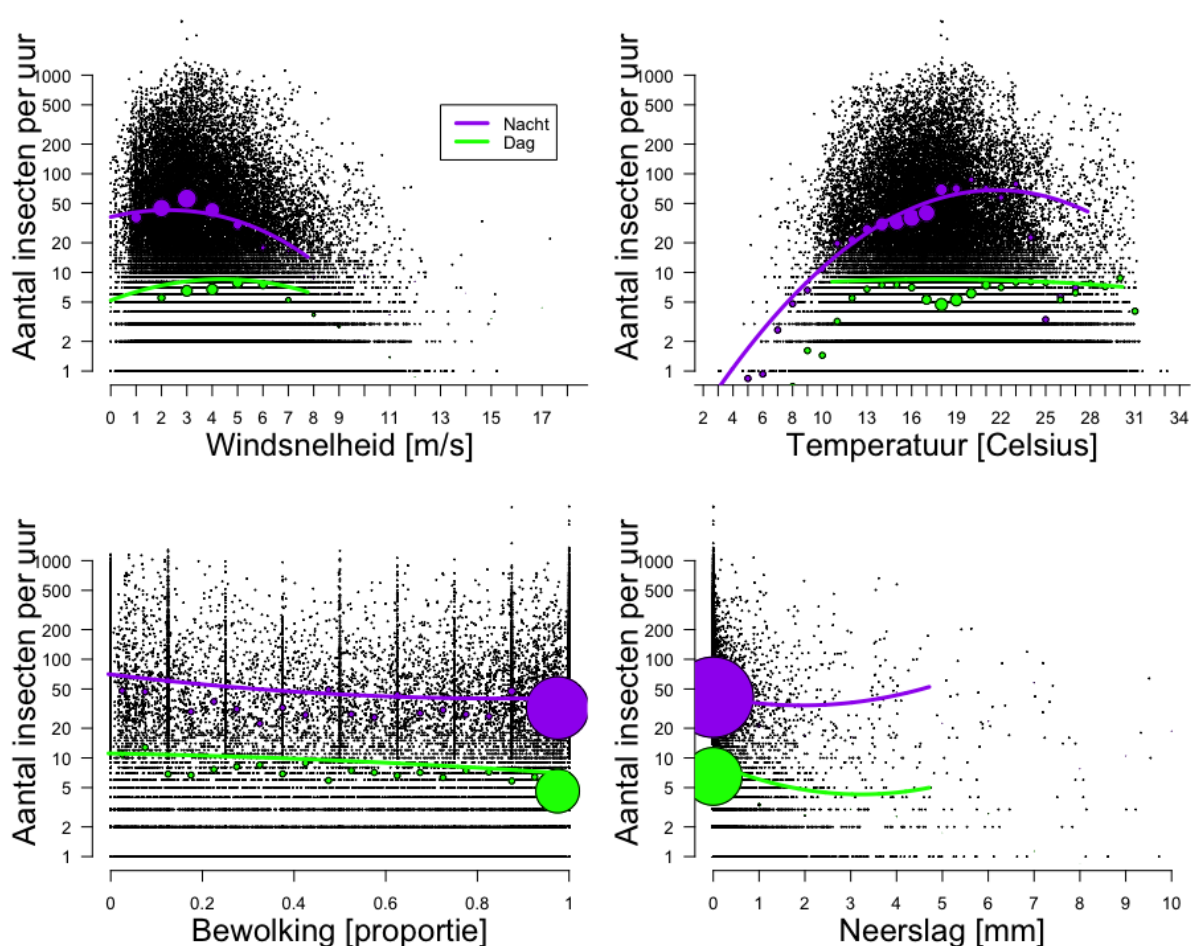 Aantal insecten per uur
1000
500
200
100
50
20
10
5
2
1
Nacht
Dag
0 1 2 3 4 5 6 7 8 9 11 13 15 17
Windsnelheid [m/s]
Aantal insecten per uur
1000
500
200
100
50
20
10
5
2
1
2 4 6 8 10 13 16 19 22 25 28 31 34
Temperatuur [Celsius]
Aantal insecten per uur
1000
500
200
100
50
20
10
5
2
1
0 0.2 0.4 0.6 0.8 1
Bewolking [proportie]
Aantal insecten per uur
1000
500
200
100
50
20
10
5
2
1
0 1 2 3 4 5 6 7 8 9 10
Neerslag [mm]